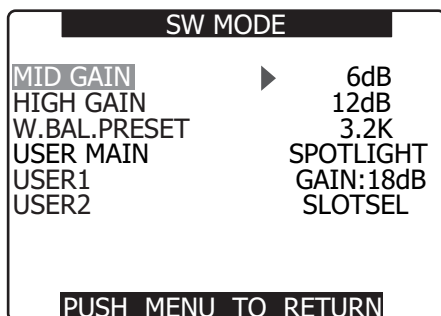 SW MODE
MID GAIN 6dB
HIGH GAIN 12dB
W.BAL.PRESET 3.2K
USER MAIN SPOTLIGHT
USER1 GAIN:18dB
USER2 SLOTSEL
PUSH MENU TO RETURN